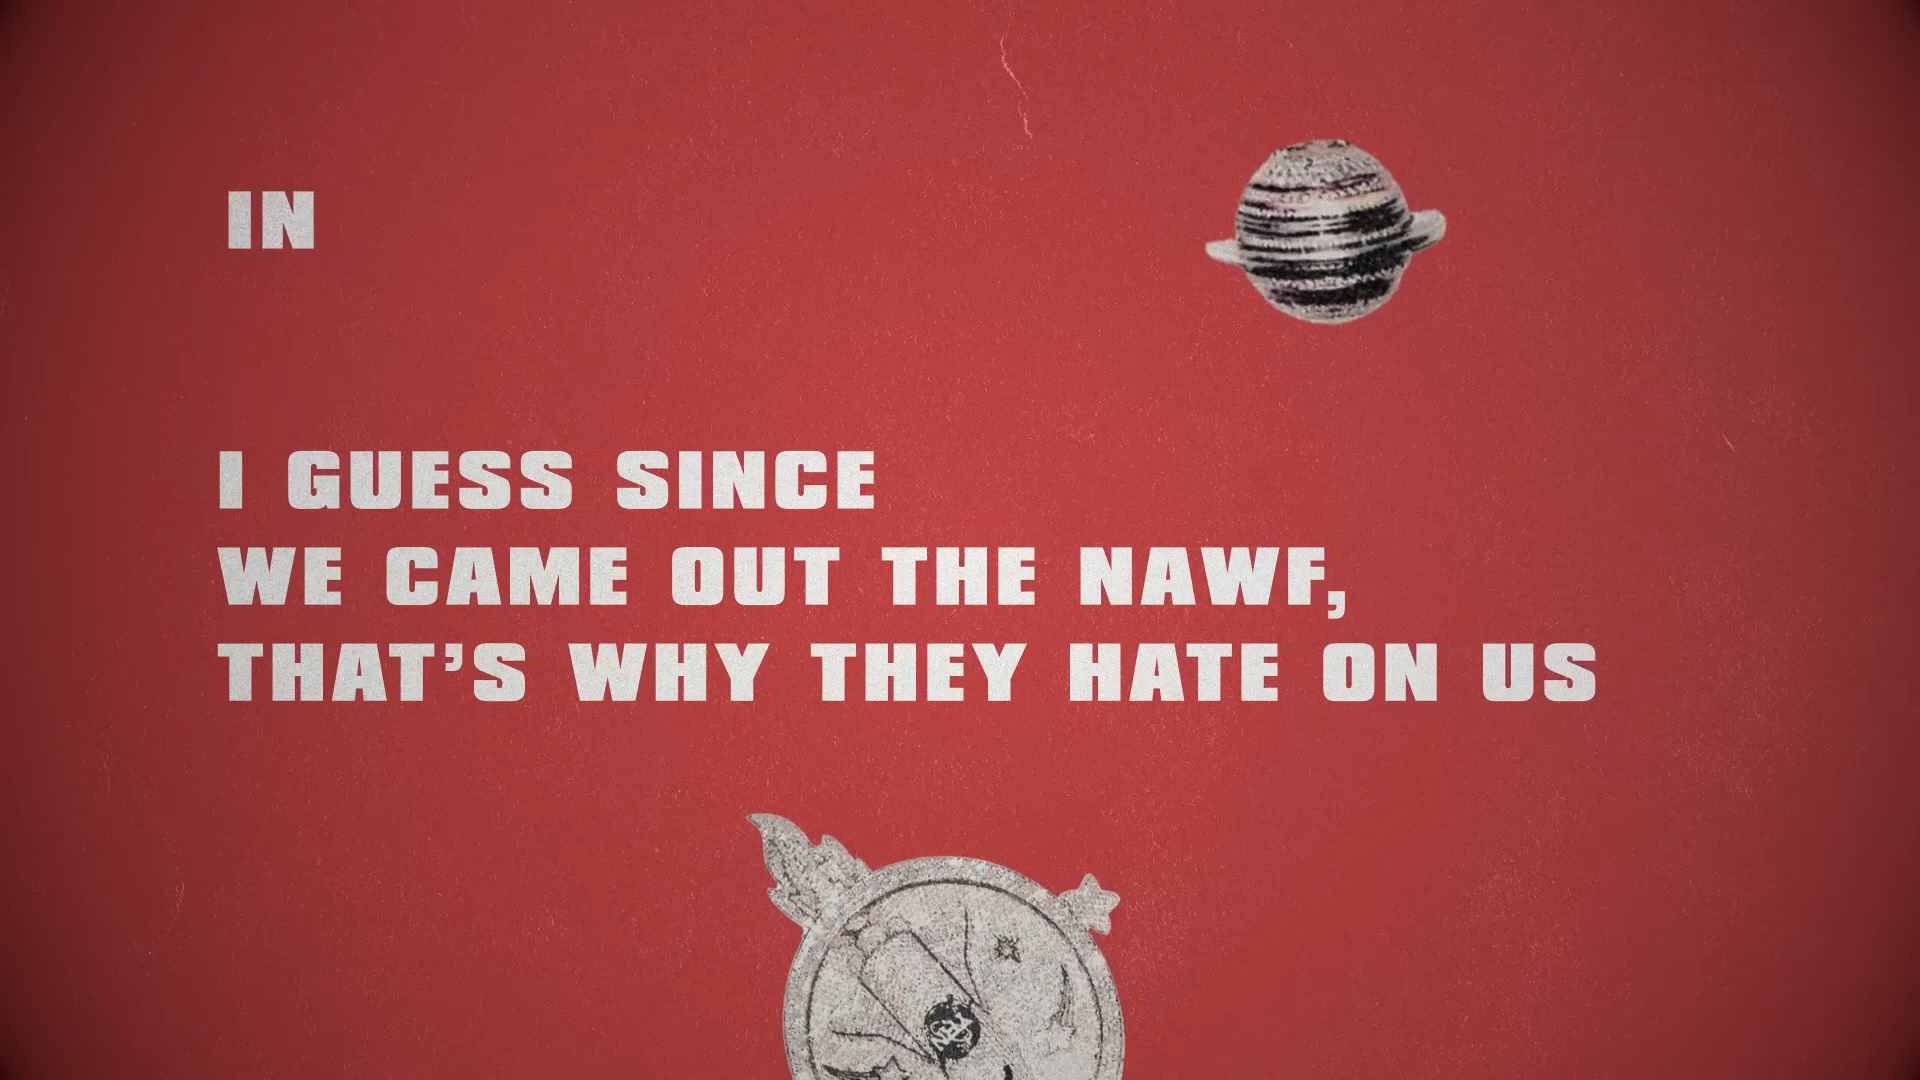 IN
I GUESS SINCE
WE CAME OUT THE NAWF,
THAT'S WHY THEY HATE ON US